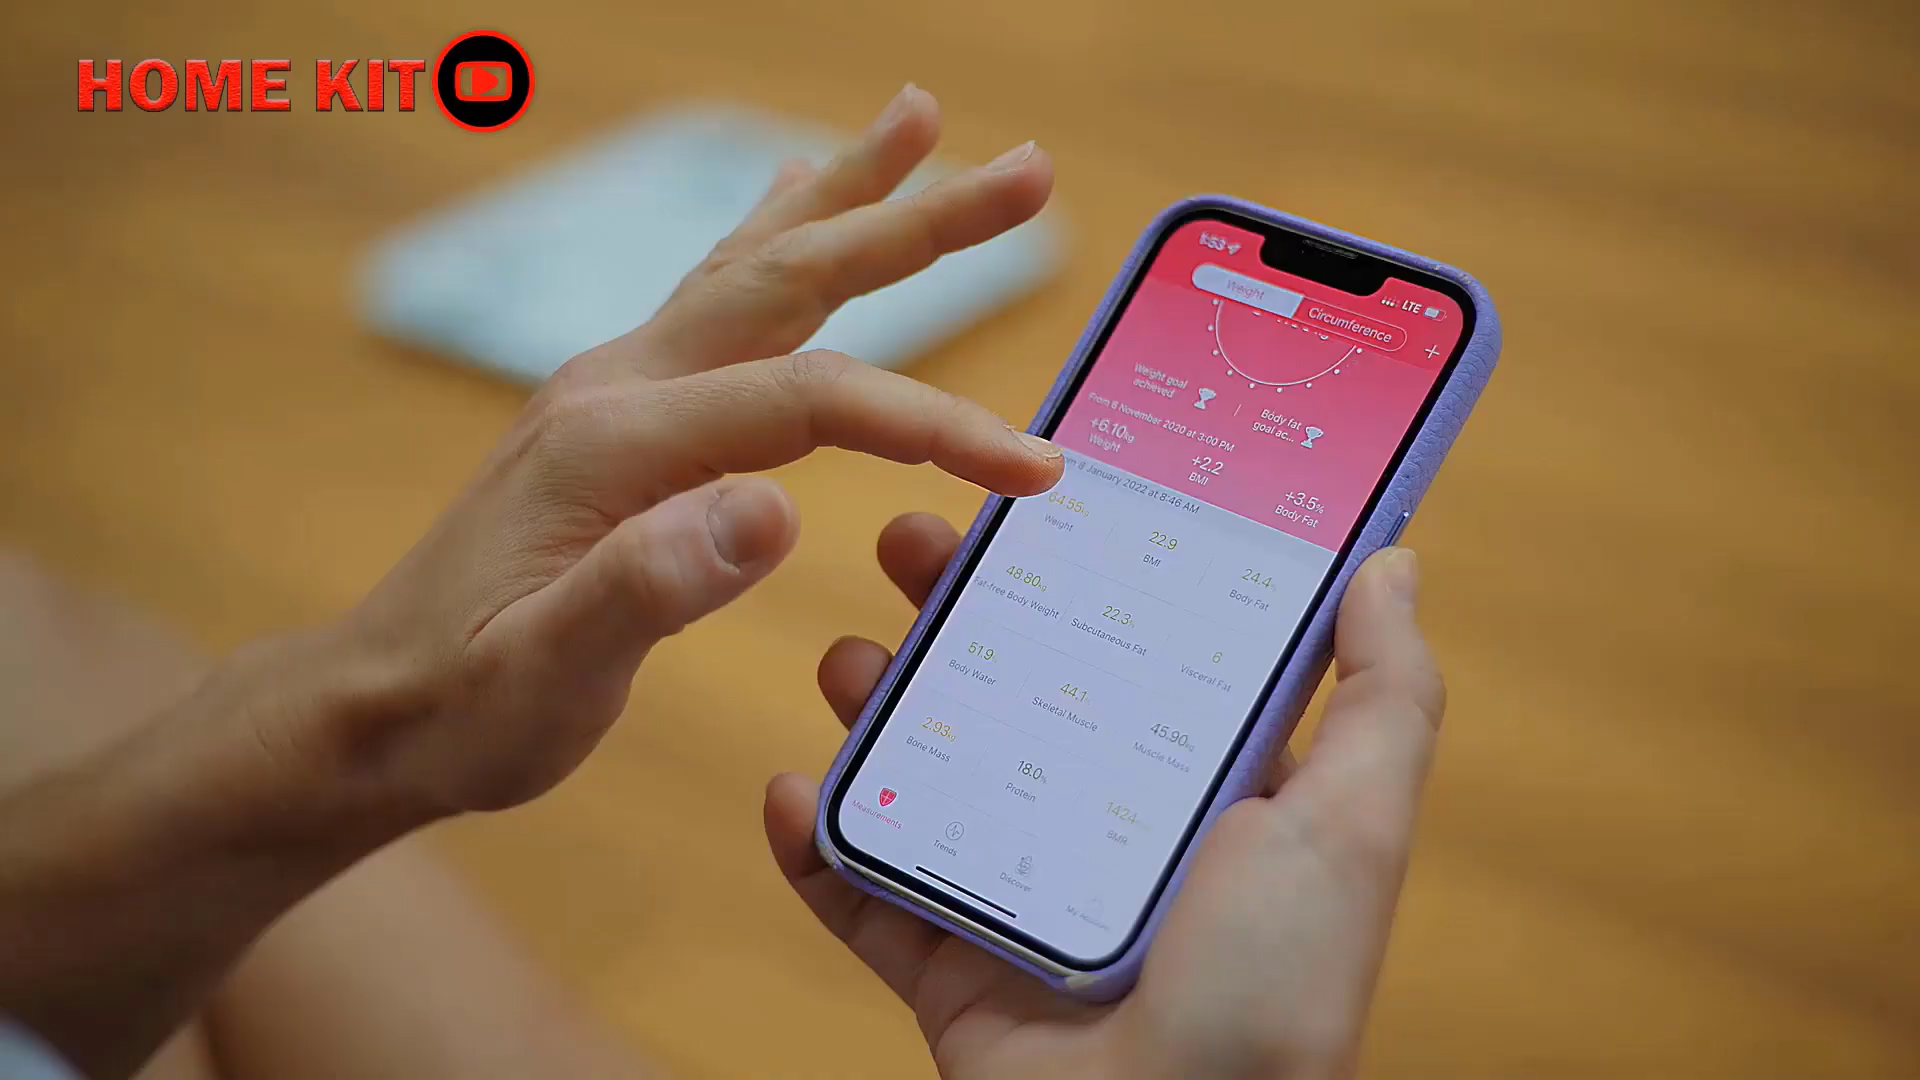 HOME KIT
LTE
Weight
Circumference
Weight goal
achieved
Body fat
goal ac...
From 8 November 2020 at 3:00 PM
+6.10kg
Weight
+2.2
BMI
+3.5%
Body Fat
8 January 2022 at 8:46 AM
64.55kg
Weight
22.9
BMI
24.4%
Body Fat
48.80kg
Fat-free Body Weight
22.3%
Subcutaneous Fat
6
Visceral Fat
51.9%
Body Water
44.1%
Skeletal Muscle
45.90kg
Muscle Mass
2.93kg
Bone Mass
18.0%
Protein
1424
BMR
Measurements
Trends
Discover
My Account